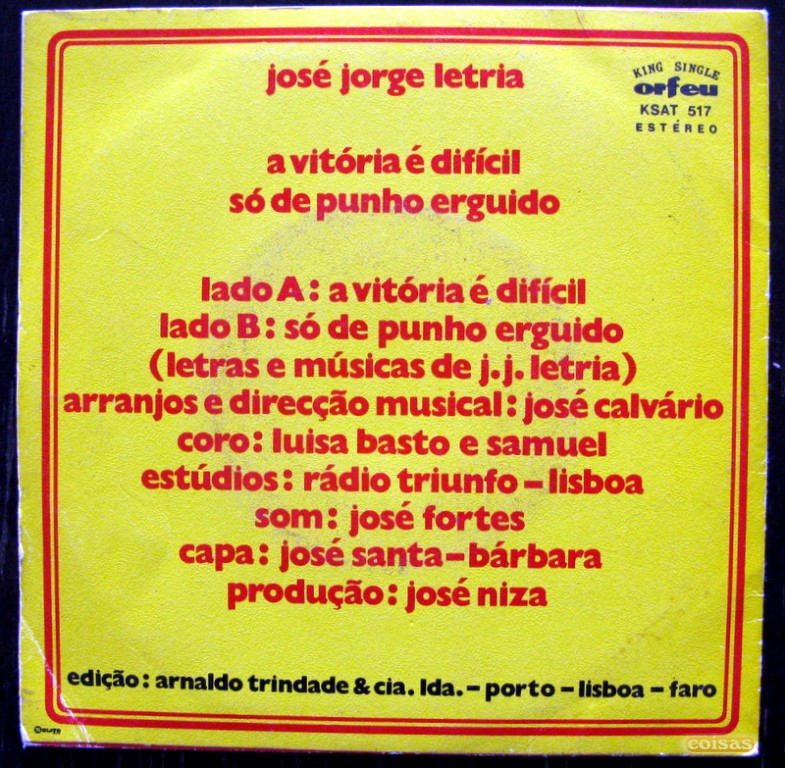 josé jorge letria
KING SINGLE
orfeu
KSAT 517
ESTÉREO
a vitória é difícil
só de punho erguido
lado A: a vitória é difícil
lado B: só de punho erguido
(letras e músicas de j.j. letria)
arranjos e direcção musical: josé calvário
coro: luisa basto e samuel
estúdios: rádio triunfo – lisboa
som: josé fortes
capa: josé santa-bárbara
produção: josé niza
edição: arnaldo trindade & cia. lda. – porto – lisboa – faro
coisas